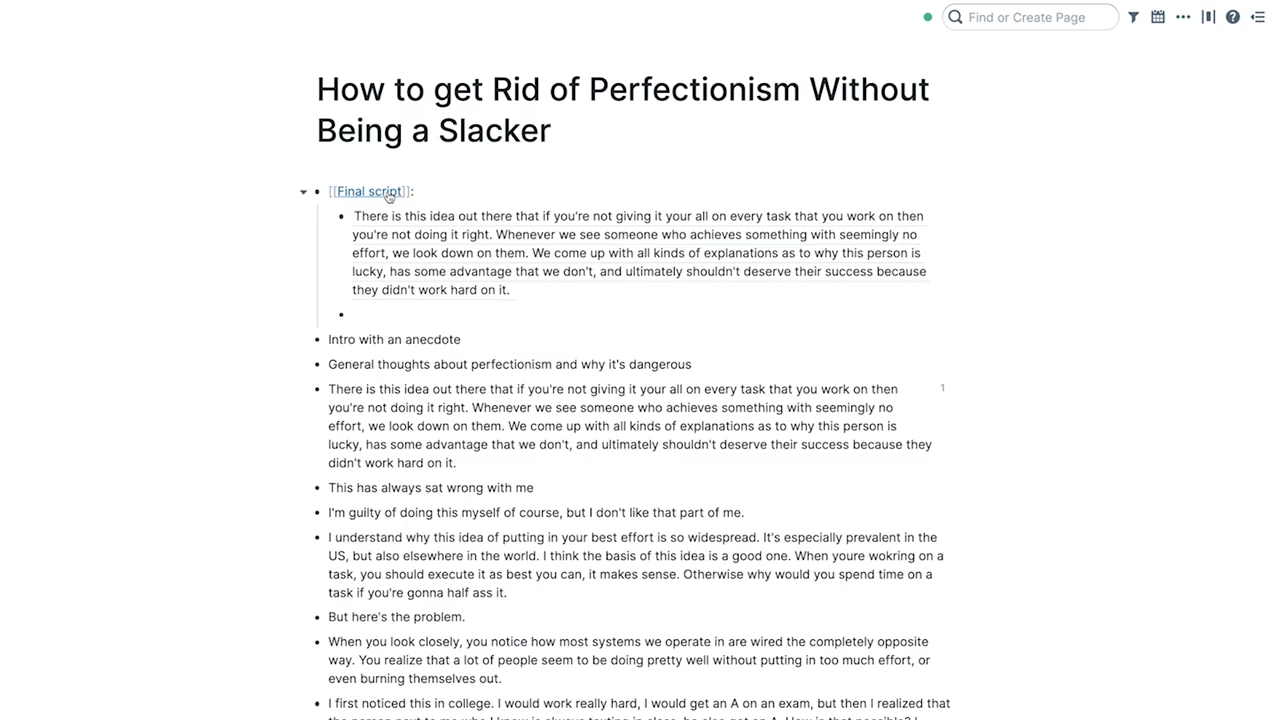 Find or Create Page
How to get Rid of Perfectionism Without
Being a Slacker
[[Final script]]:
There is this idea out there that if you're not giving it your all on every task that you work on then
you're not doing it right. Whenever we see someone who achieves something with seemingly no
effort, we look down on them. We come up with all kinds of explanations as to why this person is
lucky, has some advantage that we don't, and ultimately shouldn't deserve their success because
they didn't work hard on it.
Intro with an anecdote
General thoughts about perfectionism and why it's dangerous
There is this idea out there that if you're not giving it your all on every task that you work on then
1
you're not doing it right. Whenever we see someone who achieves something with seemingly no
effort, we look down on them. We come up with all kinds of explanations as to why this person is
lucky, has some advantage that we don't, and ultimately shouldn't deserve their success because they
didn't work hard on it.
This has always sat wrong with me
I'm guilty of doing this myself of course, but I don't like that part of me.
I understand why this idea of putting in your best effort is so widespread. It's especially prevalent in the
US, but also elsewhere in the world. I think the basis of this idea is a good one. When youre wokring on a
task, you should execute it as best you can, it makes sense. Otherwise why would you spend time on a
task if you're gonna half ass it.
But here's the problem.
When you look closely, you notice how most systems we operate in are wired the completely opposite
way. You realize that a lot of people seem to be doing pretty well without putting in too much effort, or
even burning themselves out.
I first noticed this in college. I would work really hard, I would get an A on an exam, but then I realized that